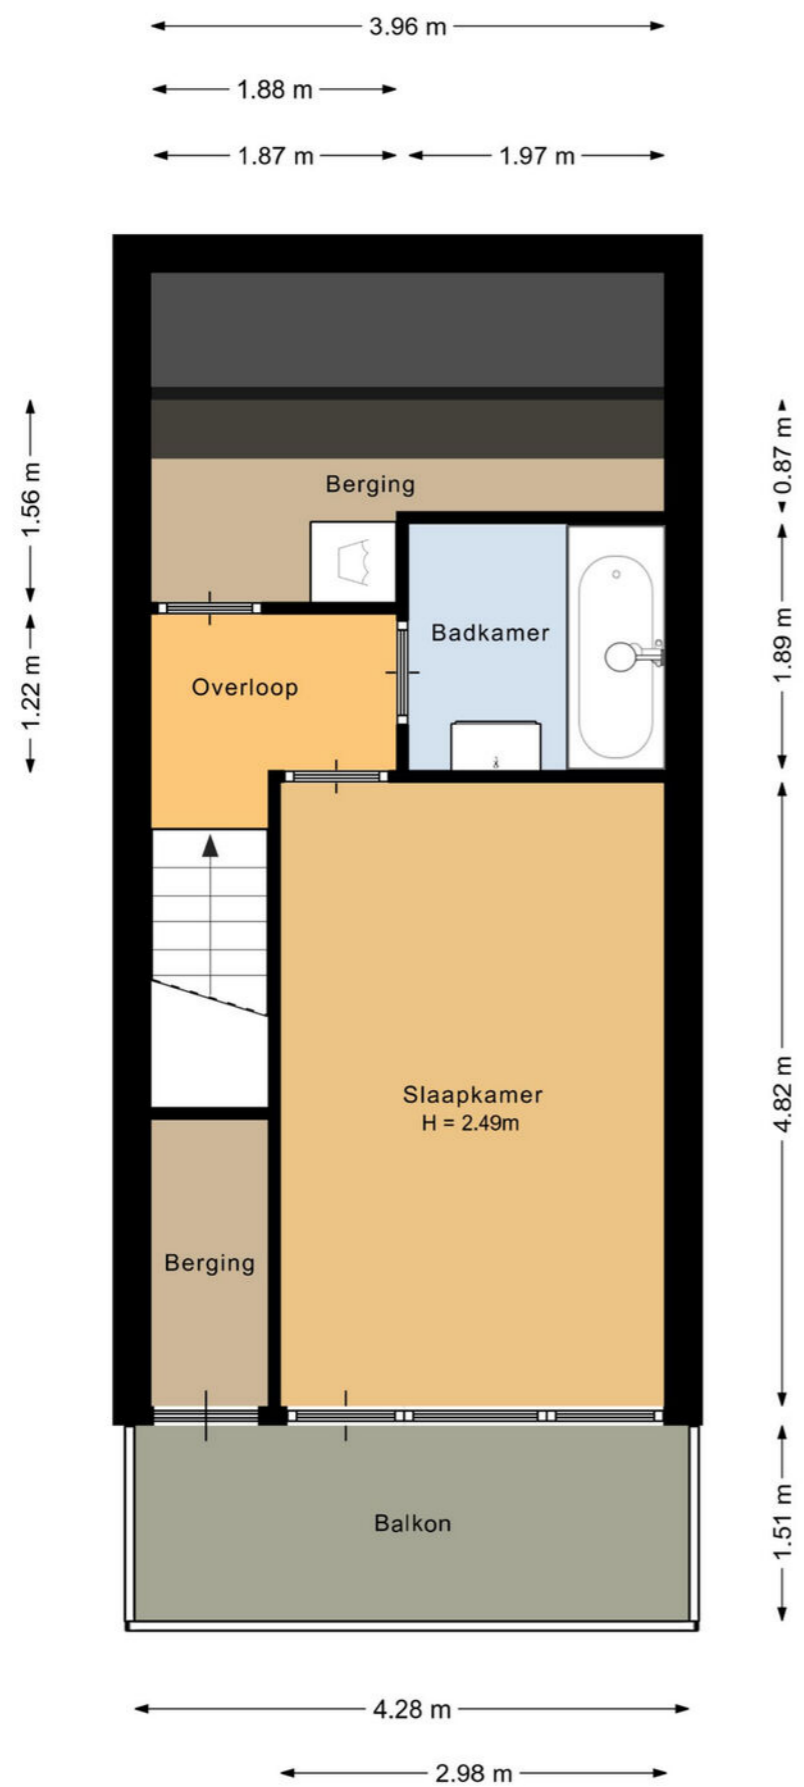 3.96 m
1.88 m
1.87 m
1.97 m
0.87 m
1.56 m
Berging
1.89 m
Badkamer
1.22 m
Overloop
4.82 m
Slaapkamer
H = 2.49m
Berging
1.51 m
Balkon
4.28 m
2.98 m